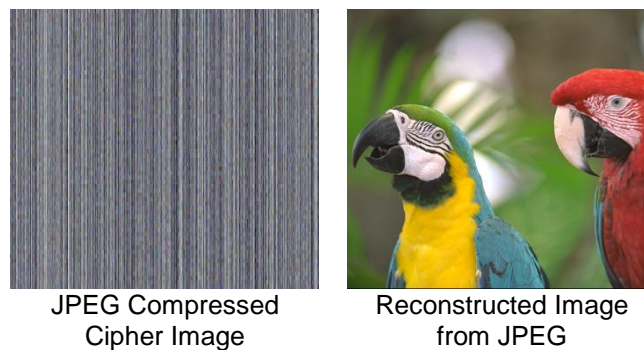 JPEG Compressed
Cipher Image
Reconstructed Image
from JPEG